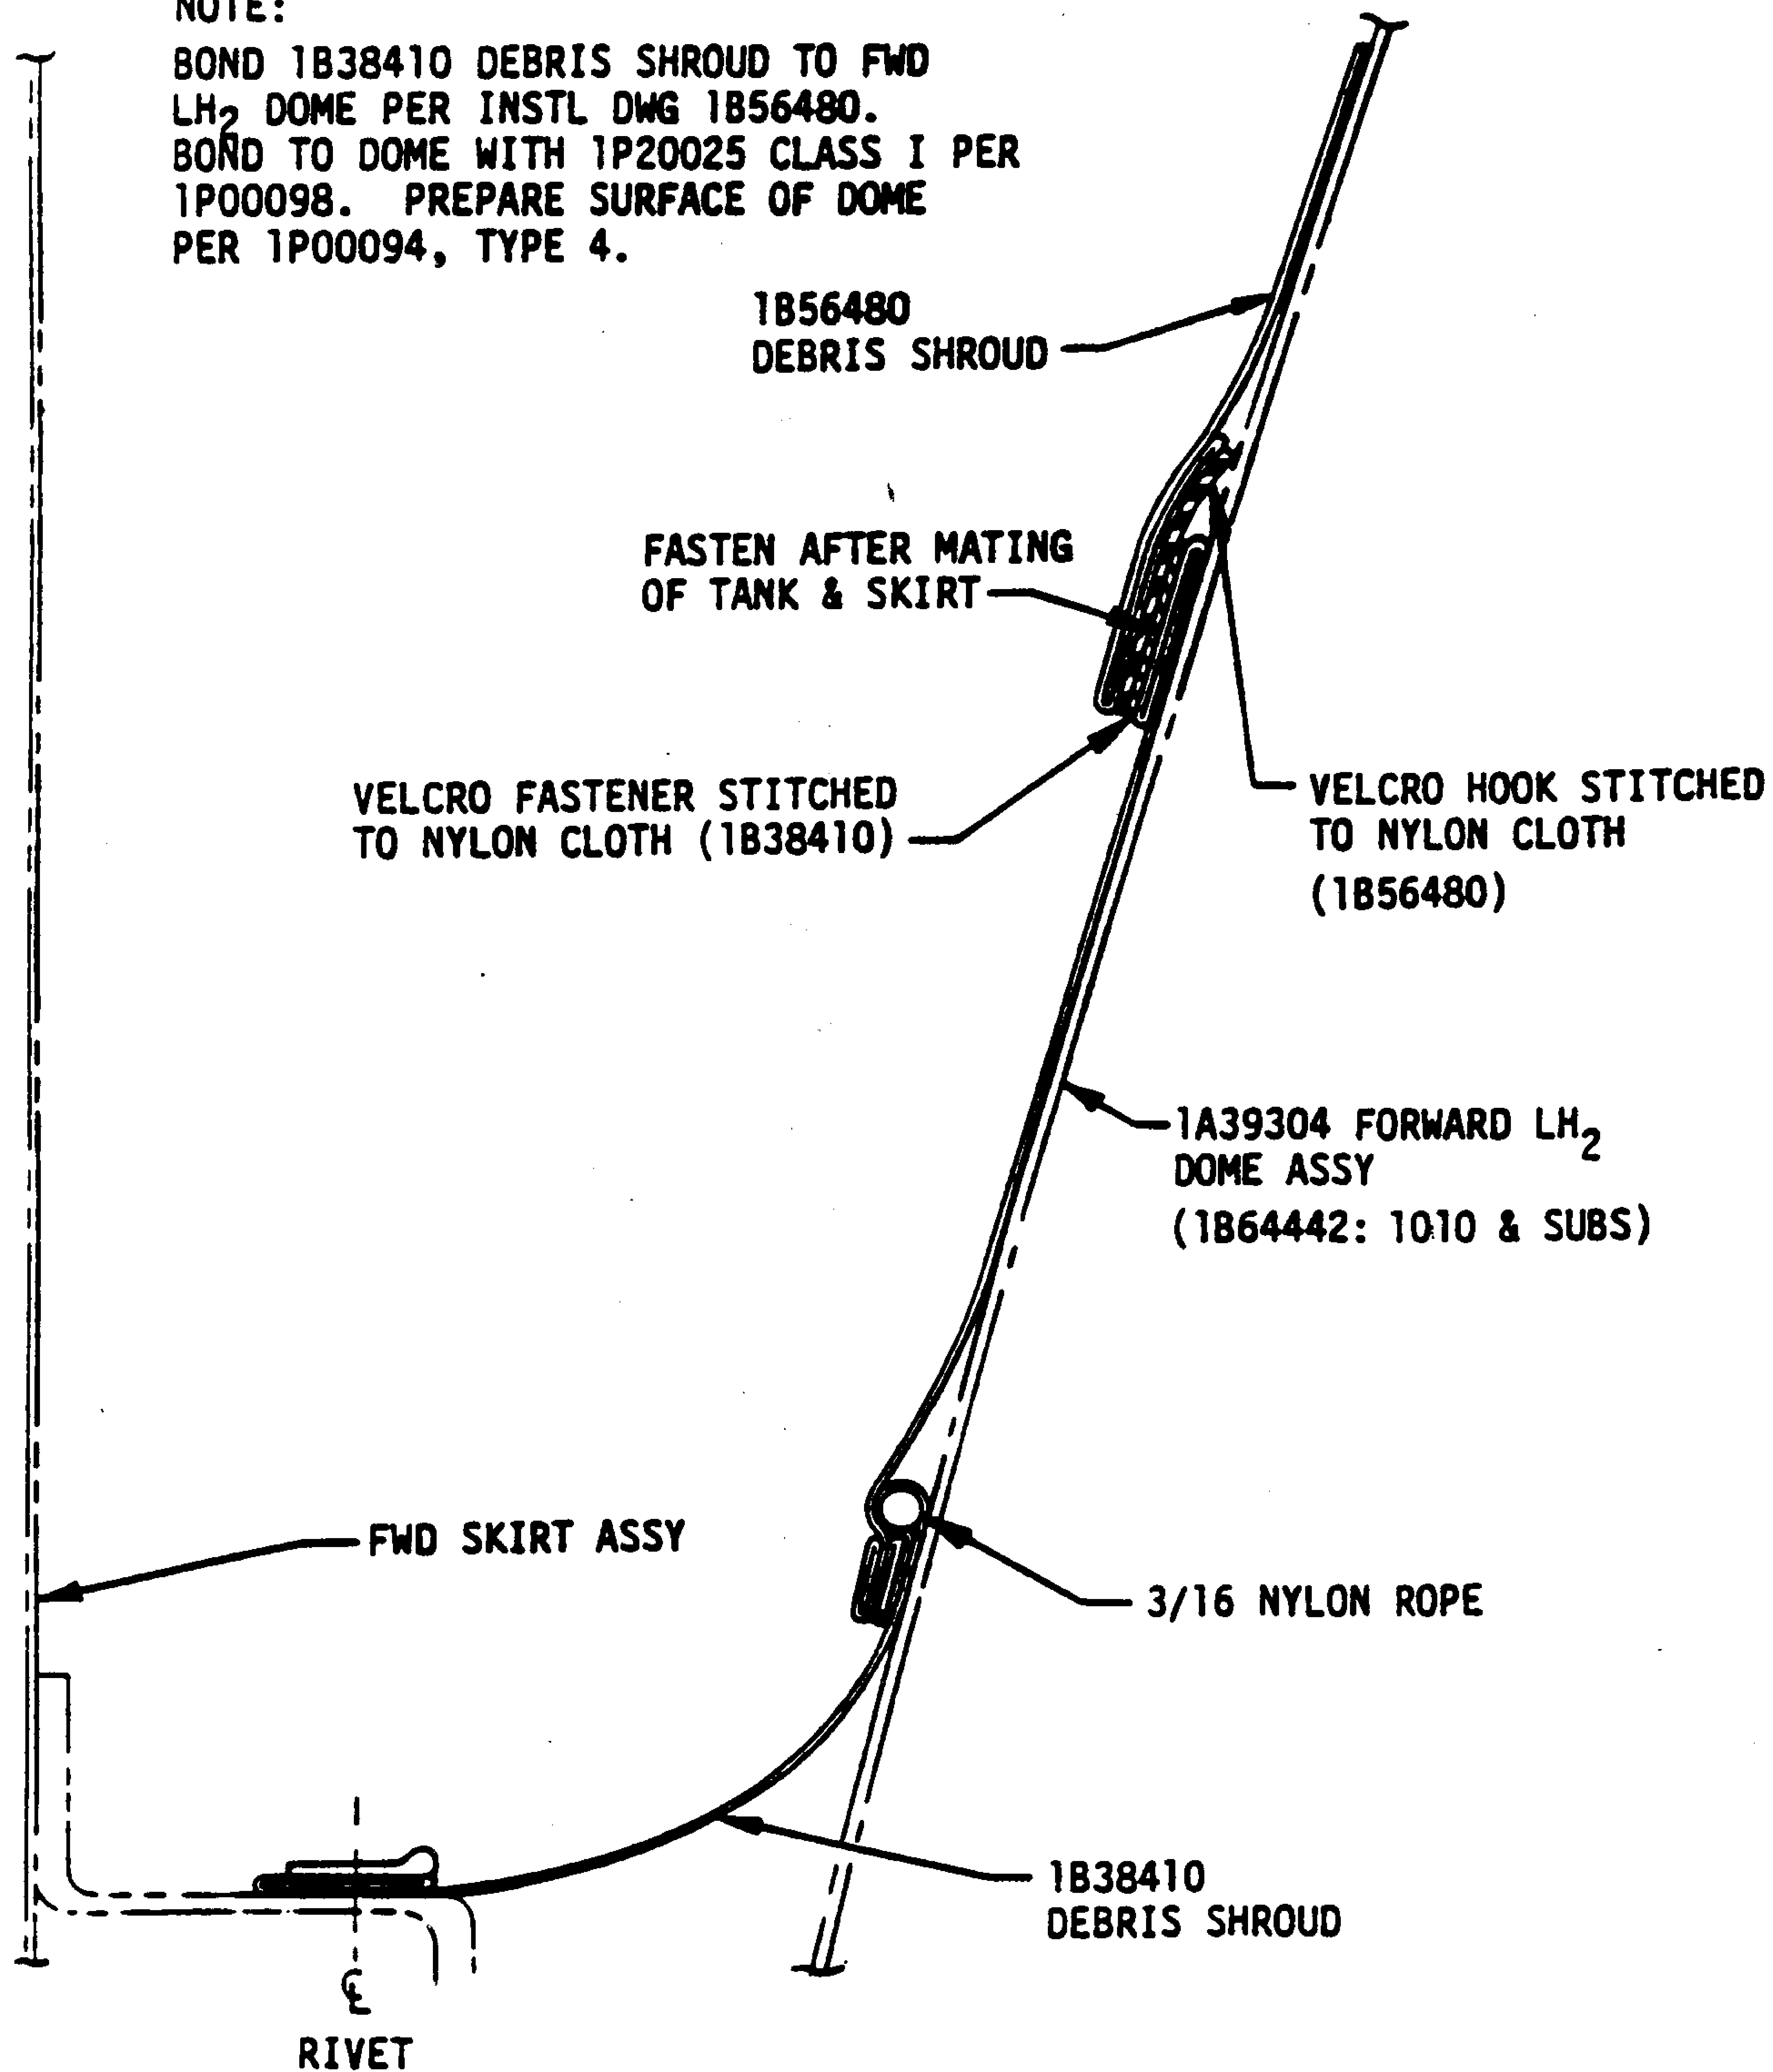 NOTE:
BOND 1B38410 DEBRIS SHROUD TO FWD
LH2 DOME PER INSTL DWG 1B56480.
BOND TO DOME WITH 1P20025 CLASS I PER
1P00098. PREPARE SURFACE OF DOME
PER 1P00094, TYPE 4.
1B56480
DEBRIS SHROUD
FASTEN AFTER MATING
OF TANK & SKIRT
VELCRO FASTENER STITCHED
TO NYLON CLOTH (1B38410)
VELCRO HOOK STITCHED
TO NYLON CLOTH
(1B56480)
1A39304 FORWARD LH2
DOME ASSY
(1B64442: 1010 & SUBS)
FWD SKIRT ASSY
3/16 NYLON ROPE
1B38410
DEBRIS SHROUD
℄
RIVET